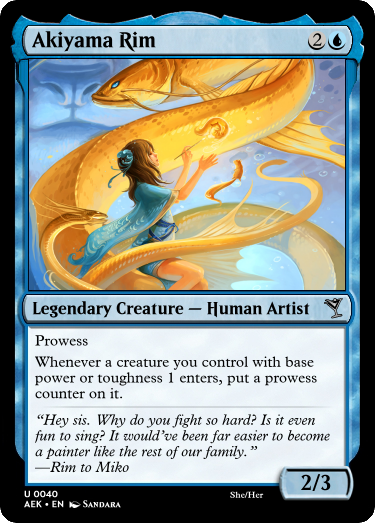 Akiyama Rim 2
Legendary Creature — Human Artist
Prowess
Whenever a creature you control with base
power or toughness 1 enters, put a prowess
counter on it.
“Hey sis. Why do you fight so hard? Is it even
fun to sing? It would’ve been far easier to become
a painter like the rest of our family.”
—Rim to Miko
2/3
U 0040
AEK • EN SANDARA
She/Her